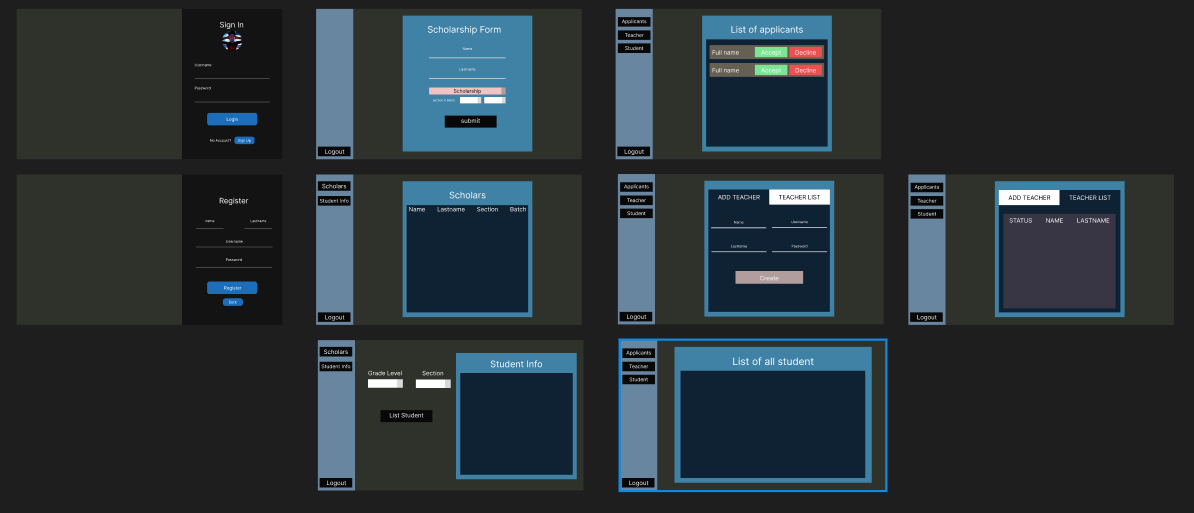 Sign In
Username
Password
Login
No Account? Sign Up
Scholarship Form
Name
Lastname
Scholarship
submit
Logout
Applicants
Teacher
Student
List of applicants
Full name Accept Decline
Full name Accept Decline
Logout
Register
Name Lastname
Username
Password
Register
Back
Scholars
Student Info
Scholars
Name Lastname Section Batch
Logout
Applicants
Teacher
Student
ADD TEACHER TEACHER LIST
Name Username
Lastname Password
Create
Logout
Applicants
Teacher
Student
ADD TEACHER TEACHER LIST
STATUS NAME LASTNAME
Logout
Scholars
Student Info
Grade Level Section
List Student
Student Info
Logout
Applicants
Teacher
Student
List of all student
Logout